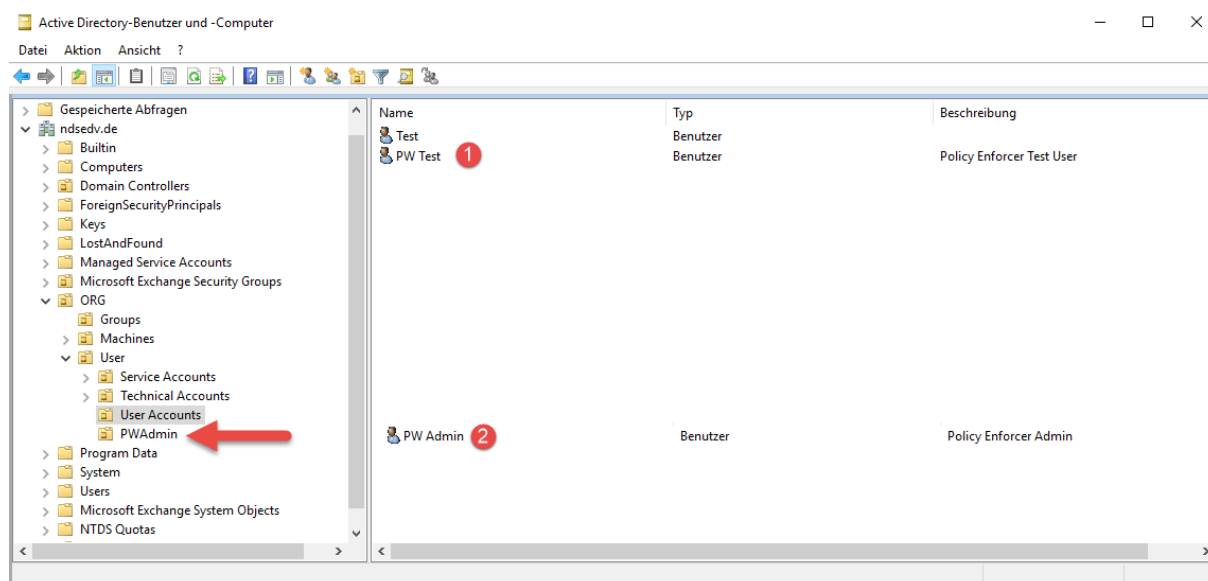 Active Directory-Benutzer und -Computer
Datei Aktion Ansicht ?
Gespeicherte Abfragen
ndsedv.de
Builtin
Computers
Domain Controllers
ForeignSecurityPrincipals
Keys
LostAndFound
Managed Service Accounts
Microsoft Exchange Security Groups
ORG
Groups
Machines
User
Service Accounts
Technical Accounts
User Accounts
PWAdmin
Program Data
System
Users
Microsoft Exchange System Objects
NTDS Quotas
Name Typ Beschreibung
Test Benutzer
PW Test 1 Benutzer Policy Enforcer Test User
PW Admin 2 Benutzer Policy Enforcer Admin